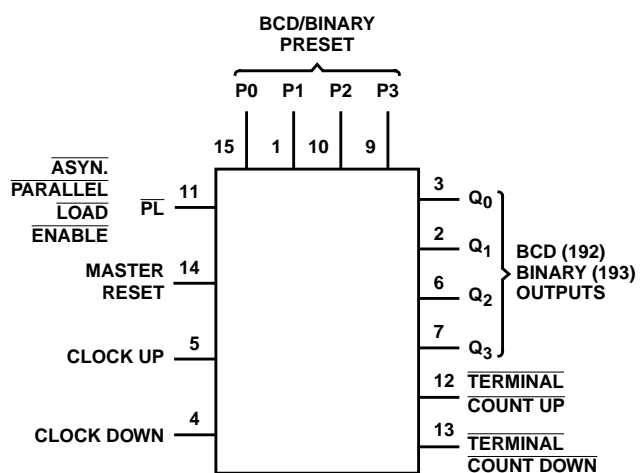 BCD/BINARY
PRESET
P0 P1 P2 P3
15 1 10 9
ASYN.
PARALLEL
LOAD
ENABLE
11
PL
MASTER
RESET
14
CLOCK UP
5
CLOCK DOWN
4
3 Q0
2 Q1
6 Q2
7 Q3
BCD (192)
BINARY (193)
OUTPUTS
12 TERMINAL
COUNT UP
13 TERMINAL
COUNT DOWN